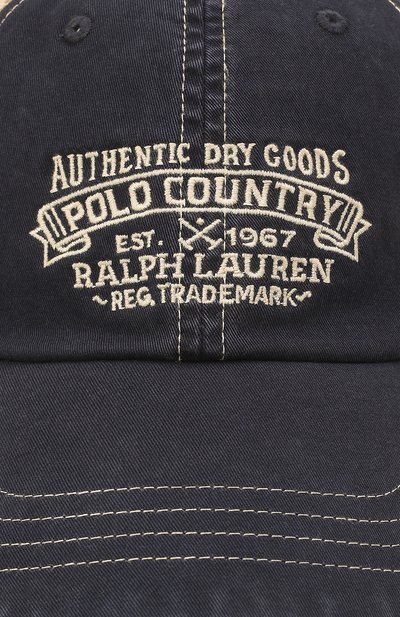 AUTHENTIC DRY GOODS
POLO COUNTRY
EST. 1967
RALPH LAUREN
REG. TRADEMARK